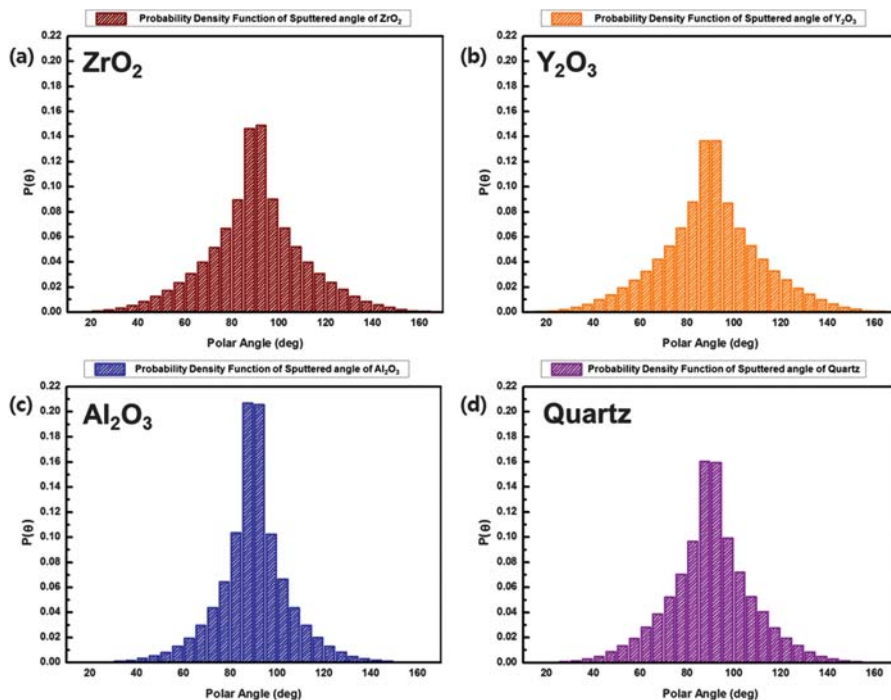 Probability Density Function of Sputtered angle of ZrO₂
Probability Density Function of Sputtered angle of Y₂O₃
(a)
ZrO₂
0.22
0.20
0.18
0.16
0.14
0.12
0.10
0.08
0.06
0.04
0.02
0.00
P(θ)
20 40 60 80 100 120 140 160
Polar Angle (deg)
(b)
Y₂O₃
0.22
0.20
0.18
0.16
0.14
0.12
0.10
0.08
0.06
0.04
0.02
0.00
P(θ)
20 40 60 80 100 120 140 160
Polar Angle (deg)
Probability Density Function of Sputtered angle of Al₂O₃
Probability Density Function of Sputtered angle of Quartz
(c)
Al₂O₃
0.22
0.20
0.18
0.16
0.14
0.12
0.10
0.08
0.06
0.04
0.02
0.00
P(θ)
20 40 60 80 100 120 140 160
Polar Angle (deg)
(d)
Quartz
0.22
0.20
0.18
0.16
0.14
0.12
0.10
0.08
0.06
0.04
0.02
0.00
P(θ)
20 40 60 80 100 120 140 160
Polar Angle (deg)